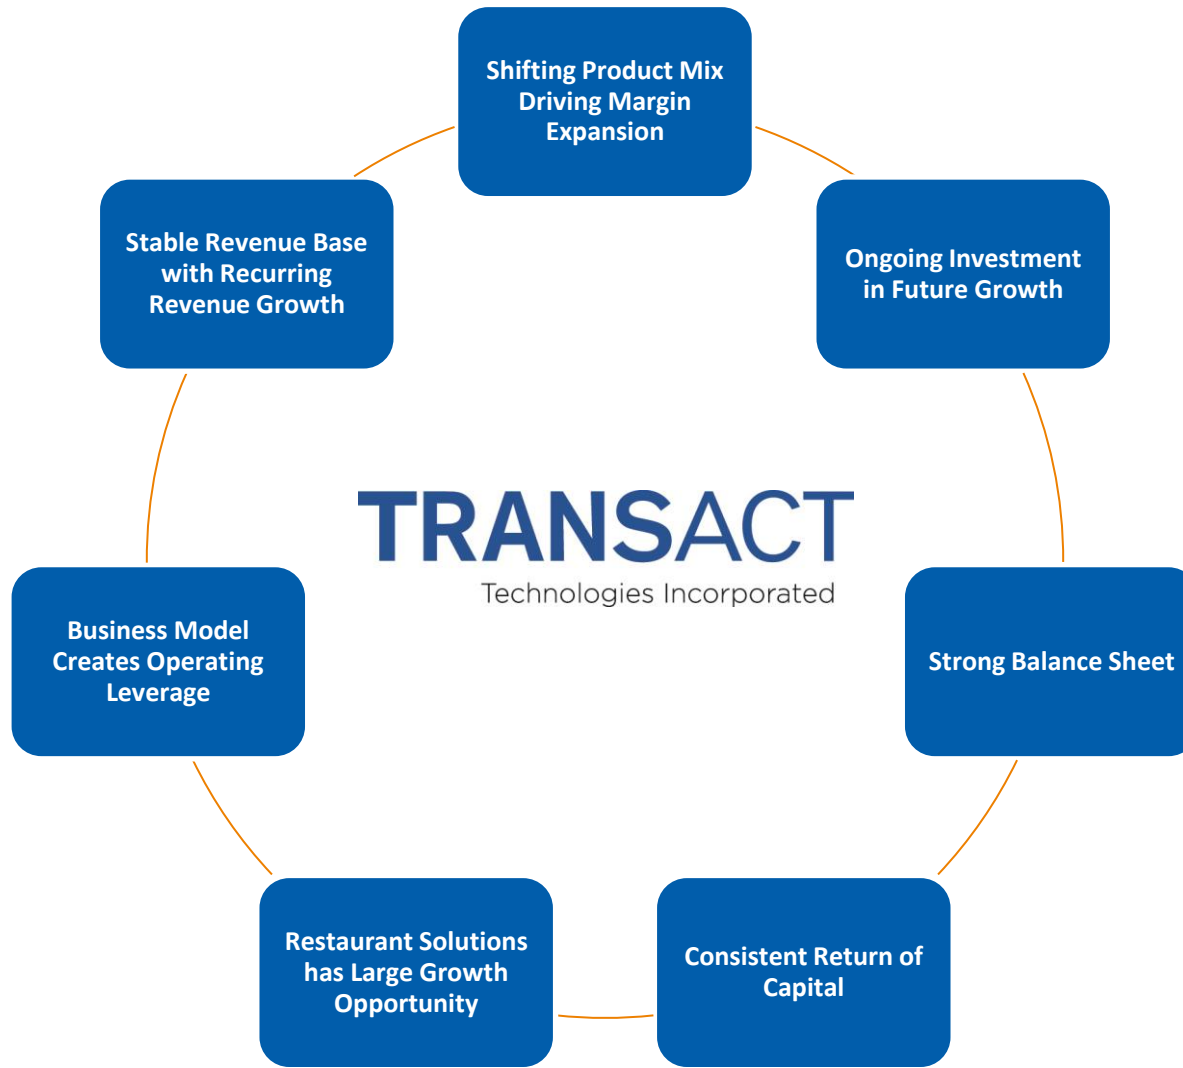 Shifting Product Mix
Driving Margin
Expansion
Stable Revenue Base
with Recurring
Revenue Growth
Ongoing Investment
in Future Growth
TRANSACT
Technologies Incorporated
Business Model
Creates Operating
Leverage
Strong Balance Sheet
Restaurant Solutions
has Large Growth
Opportunity
Consistent Return of
Capital